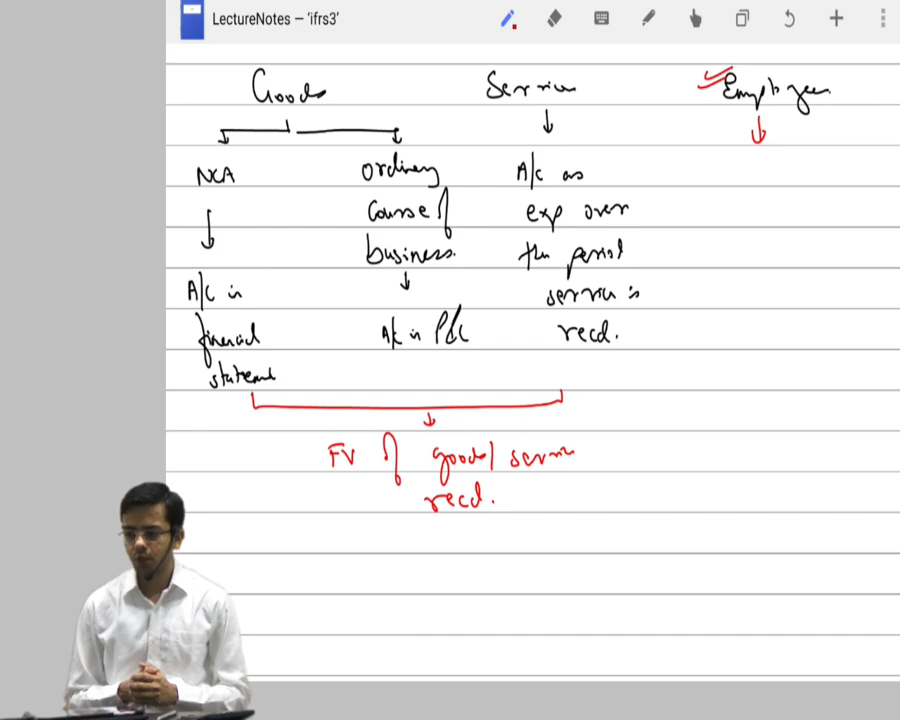 LectureNotes – 'ifrs3'
Goods Service Employee
NCA
A/c in
financial
statement
ordinary
course of
business.
A/c in P&L
A/c as
exp over
the period
service is
recd.
FV of goods/service
recd.